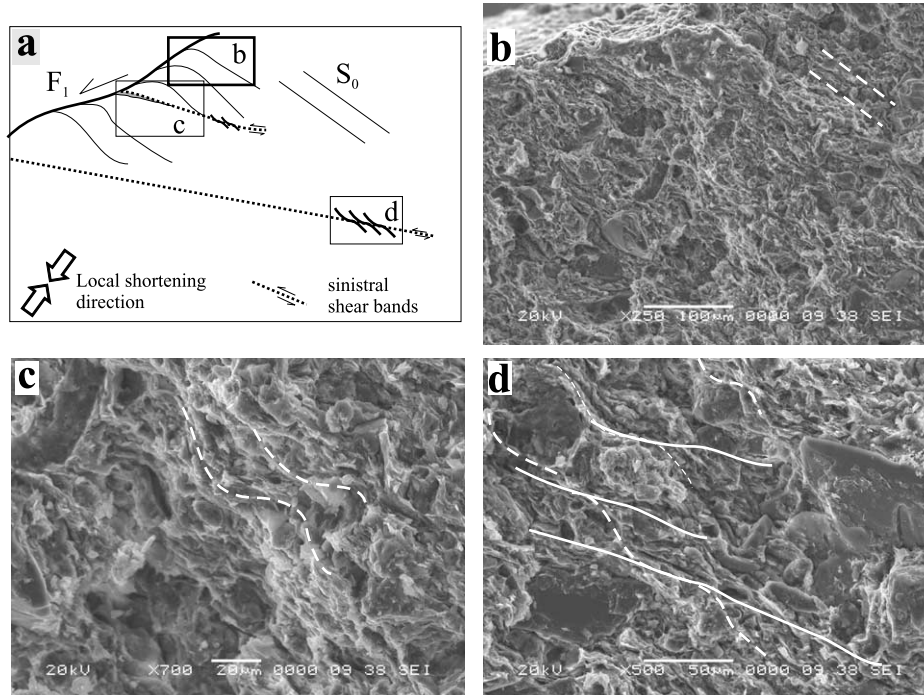 a
b
F1
S0
c
d
Local shortening
direction
sinistral
shear bands
b
20kV X250 100μm 0000 09 38 SEI
c
20kV X700 20μm 0000 09 38 SEI
d
20kV X500 50μm 0000 09 38 SEI